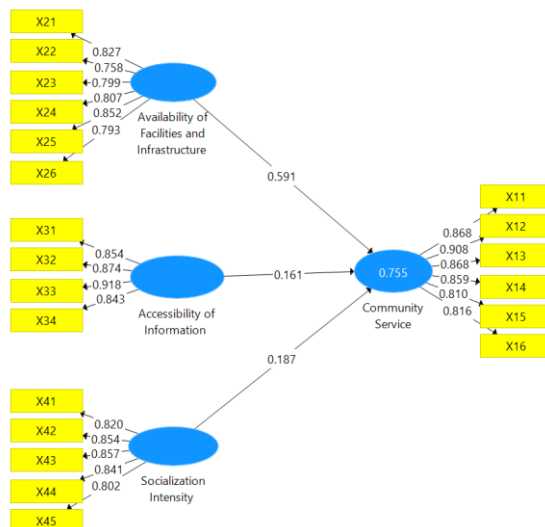 X21
X22
X23
X24
X25
X26
0.827
0.758
0.799
0.807
0.852
0.793
Availability of
Facilities and
Infrastructure
0.591
X31
X32
X33
X34
0.854
0.874
0.918
0.843
Accessibility of
Information
0.161
X41
X42
X43
X44
X45
0.820
0.854
0.857
0.841
0.802
Socialization
Intensity
0.187
0.755
Community
Service
0.868
0.908
0.868
0.859
0.810
0.816
X11
X12
X13
X14
X15
X16